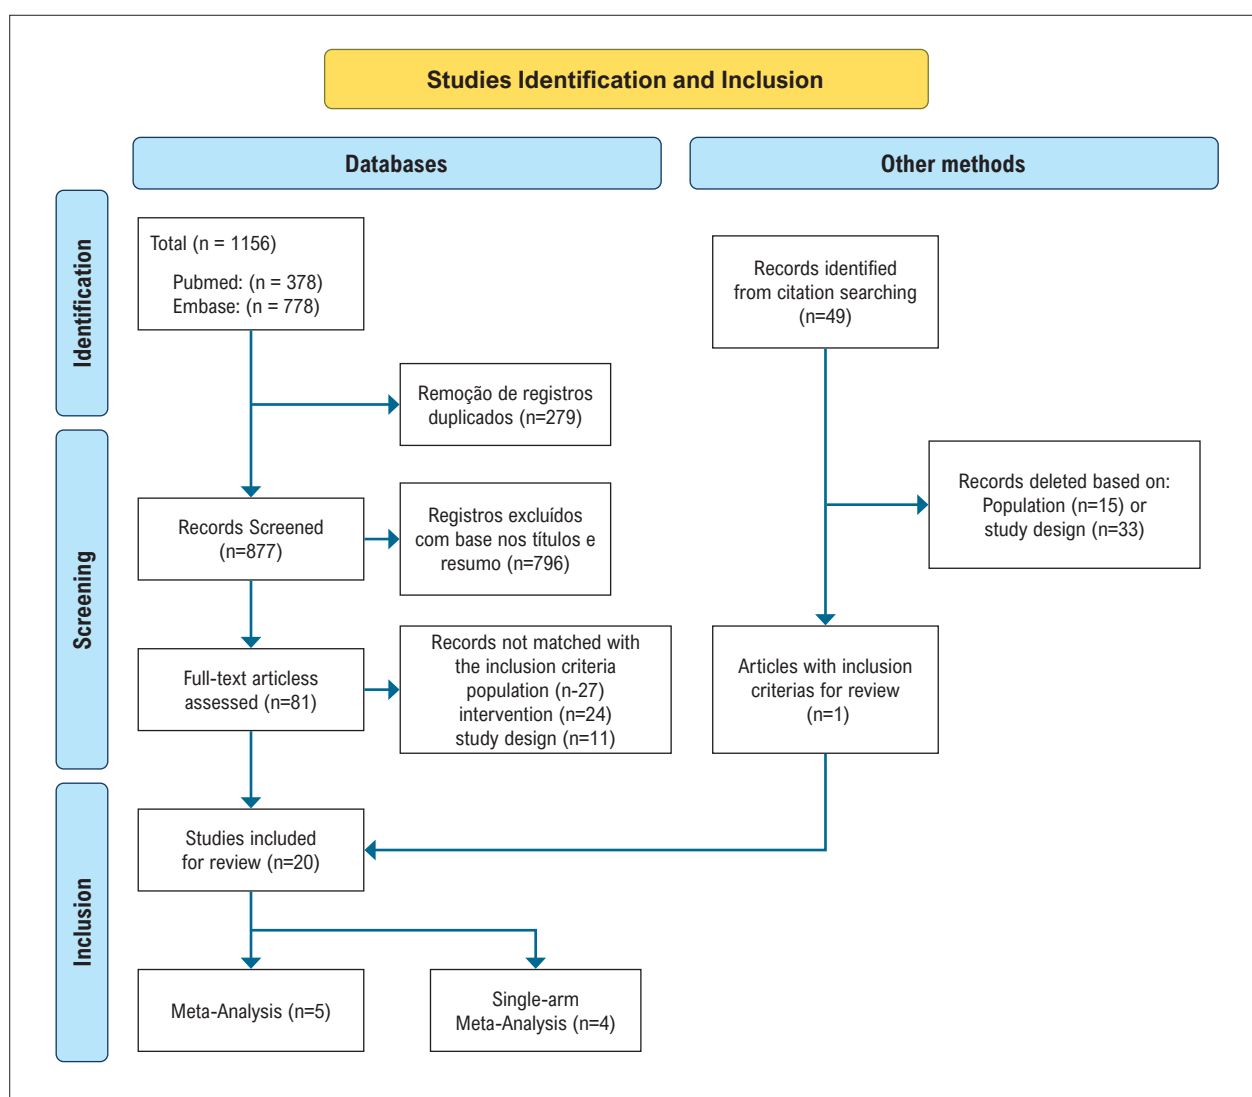 Studies Identification and Inclusion
Databases
Other methods
Identification
Total (n = 1156)
Pubmed: (n = 378)
Embase: (n = 778)
Records identified
from citation searching
(n=49)
Remoção de registros
duplicados (n=279)
Screening
Records Screened
(n=877)
Registros excluídos
com base nos títulos e
resumo (n=796)
Records deleted based on:
Population (n=15) or
study design (n=33)
Full-text articless
assessed (n=81)
Records not matched with
the inclusion criteria
population (n-27)
intervention (n=24)
study design (n=11)
Articles with inclusion
criterias for review
(n=1)
Inclusion
Studies included
for review (n=20)
Meta-Analysis (n=5)
Single-arm
Meta-Analysis (n=4)